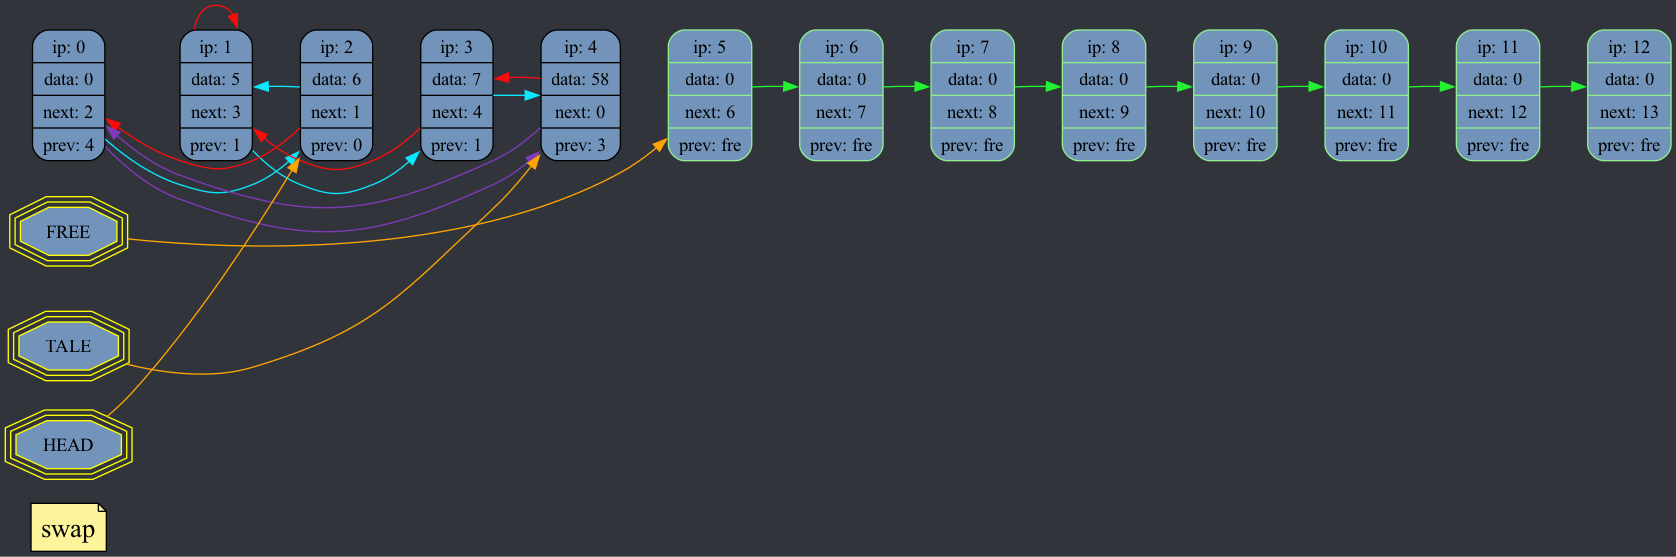 ip: 0
data: 0
next: 2
prev: 4
ip: 1
data: 5
next: 3
prev: 1
ip: 2
data: 6
next: 1
prev: 0
ip: 3
data: 7
next: 4
prev: 1
ip: 4
data: 58
next: 0
prev: 3
ip: 5
data: 0
next: 6
prev: fre
ip: 6
data: 0
next: 7
prev: fre
ip: 7
data: 0
next: 8
prev: fre
ip: 8
data: 0
next: 9
prev: fre
ip: 9
data: 0
next: 10
prev: fre
ip: 10
data: 0
next: 11
prev: fre
ip: 11
data: 0
next: 12
prev: fre
ip: 12
data: 0
next: 13
prev: fre
FREE
TALE
HEAD
swap